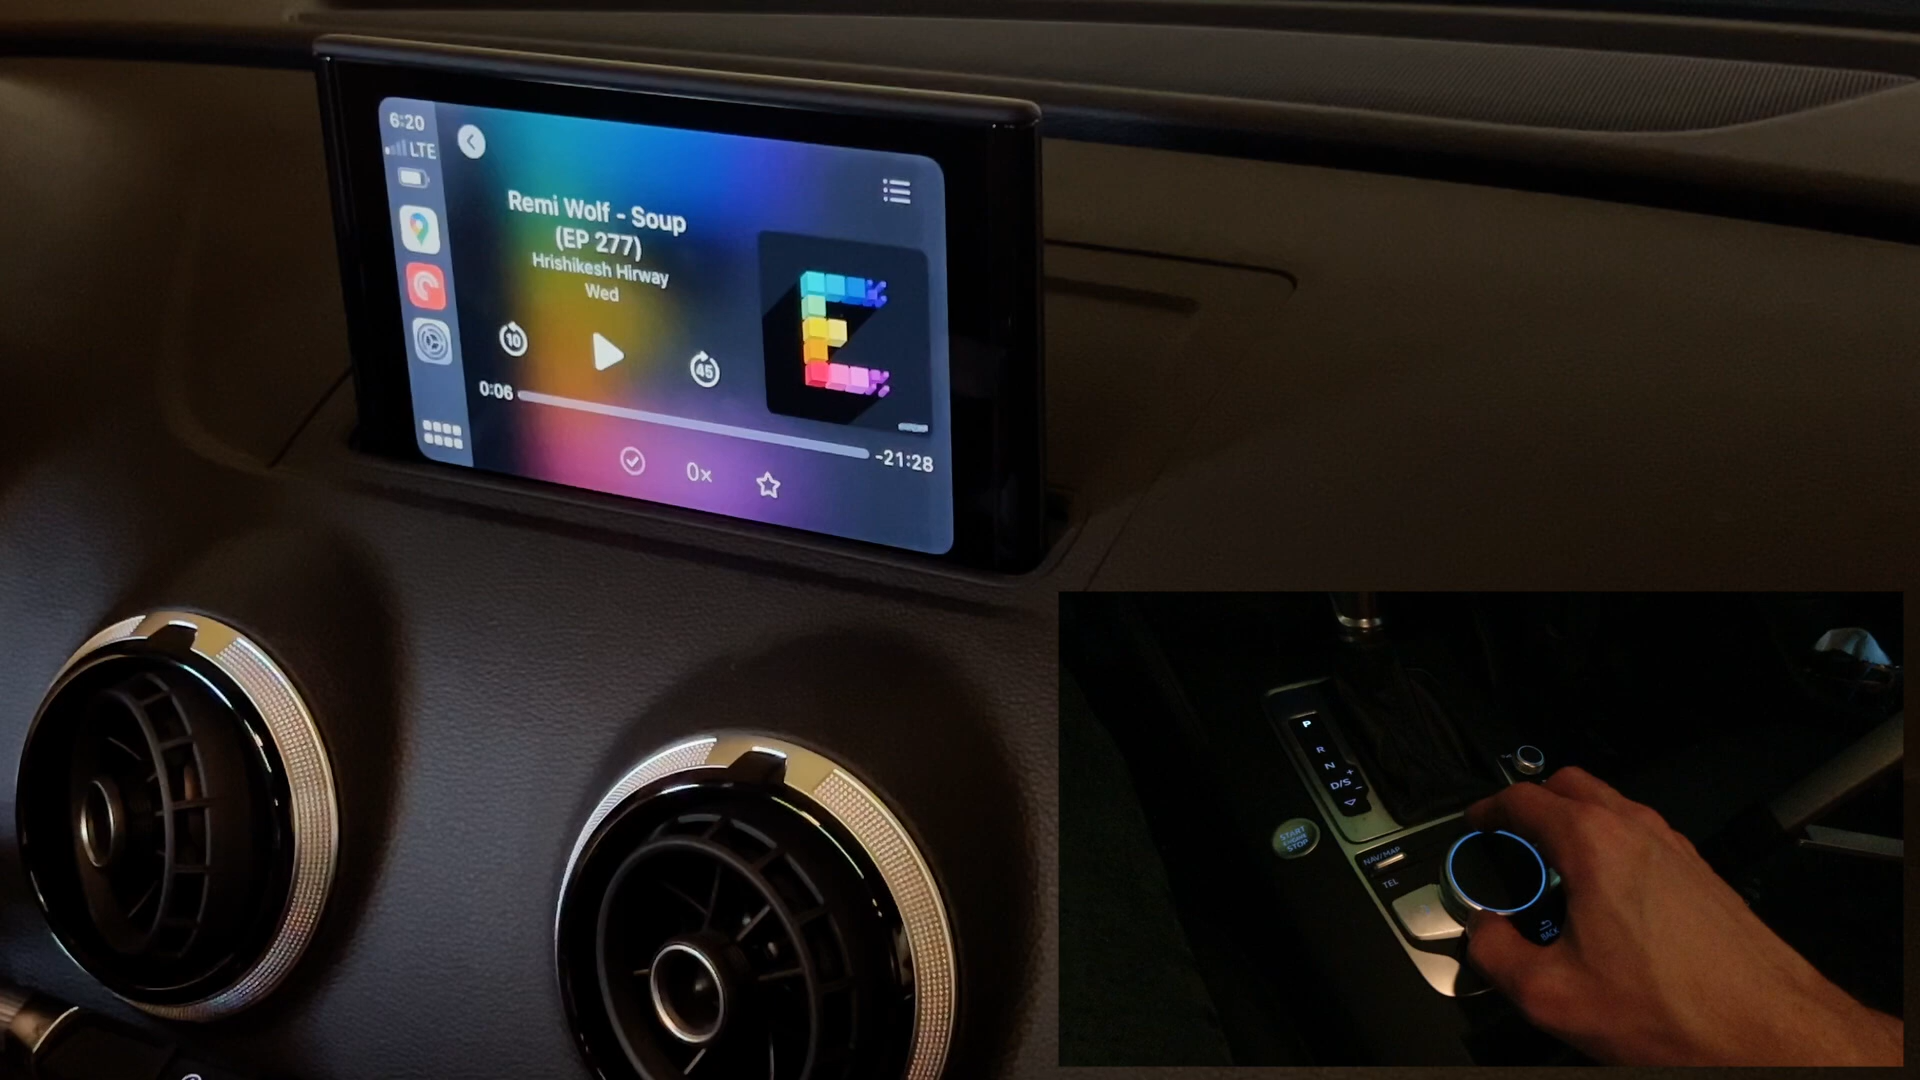 6:20
LTE
Remi Wolf - Soup
(EP 277)
Hrishikesh Hirway
Wed
10
45
0:06
-21:28
0×
P
R
N
+
D/S
-
START
ENGINE
STOP
NAV/MAP
TEL
BACK